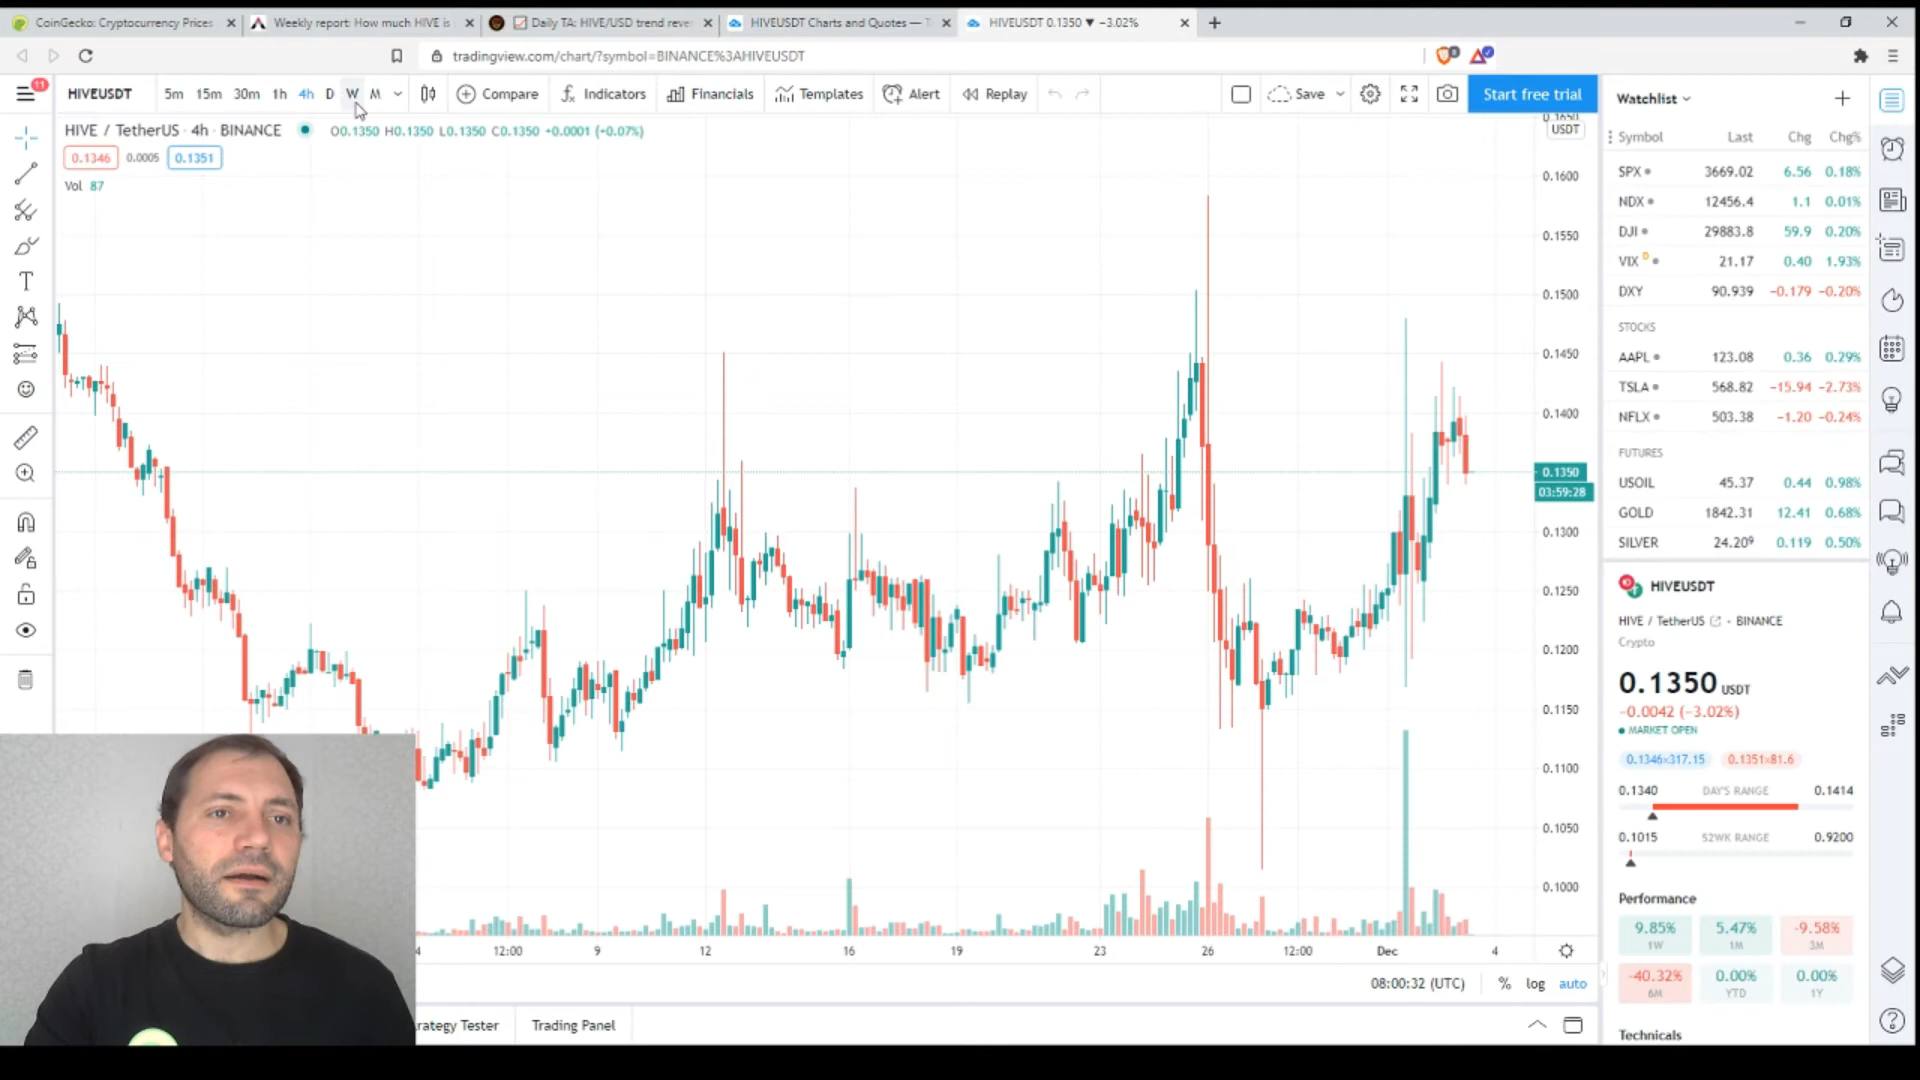 CoinGecko: Cryptocurrency Prices
Weekly report: How much HIVE is
Daily TA: HIVE/USD trend reve
HIVEUSDT Charts and Quotes — T
HIVEUSDT 0.1350 ▼ −3.02%
tradingview.com/chart/?symbol=BINANCE%3AHIVEUSDT
11
HIVEUSDT 5m 15m 30m 1h 4h D W M Compare Indicators Financials Templates Alert Replay Save Start free trial
HIVE / TetherUS · 4h · BINANCE O0.1350 H0.1350 L0.1350 C0.1350 +0.0001 (+0.07%)
0.1346 0.0005 0.1351
Vol 87
0.1650
USDT
0.1600
0.1550
0.1500
0.1450
0.1400
0.1350
03:59:28
0.1300
0.1250
0.1200
0.1150
0.1100
0.1050
0.1000
4 12:00 9 12 16 19 23 26 12:00 Dec 4
08:00:32 (UTC) % log auto
rategy Tester Trading Panel
Watchlist
Symbol Last Chg Chg%
SPX 3669.02 6.56 0.18%
NDX 12456.4 1.1 0.01%
DJI 29883.8 59.9 0.20%
VIX D 21.17 0.40 1.93%
DXY 90.939 −0.179 −0.20%
STOCKS
AAPL 123.08 0.36 0.29%
TSLA 568.82 −15.94 −2.73%
NFLX 503.38 −1.20 −0.24%
FUTURES
USOIL 45.37 0.44 0.98%
GOLD 1842.31 12.41 0.68%
SILVER 24.209 0.119 0.50%
HIVEUSDT
HIVE / TetherUS · BINANCE
Crypto
0.1350 USDT
−0.0042 (−3.02%)
MARKET OPEN
0.1346×317.15 0.1351×81.6
0.1340 DAY'S RANGE 0.1414
0.1015 52WK RANGE 0.9200
Performance
9.85% 5.47% -9.58%
1W 1M 3M
-40.32% 0.00% 0.00%
6M YTD 1Y
Technicals